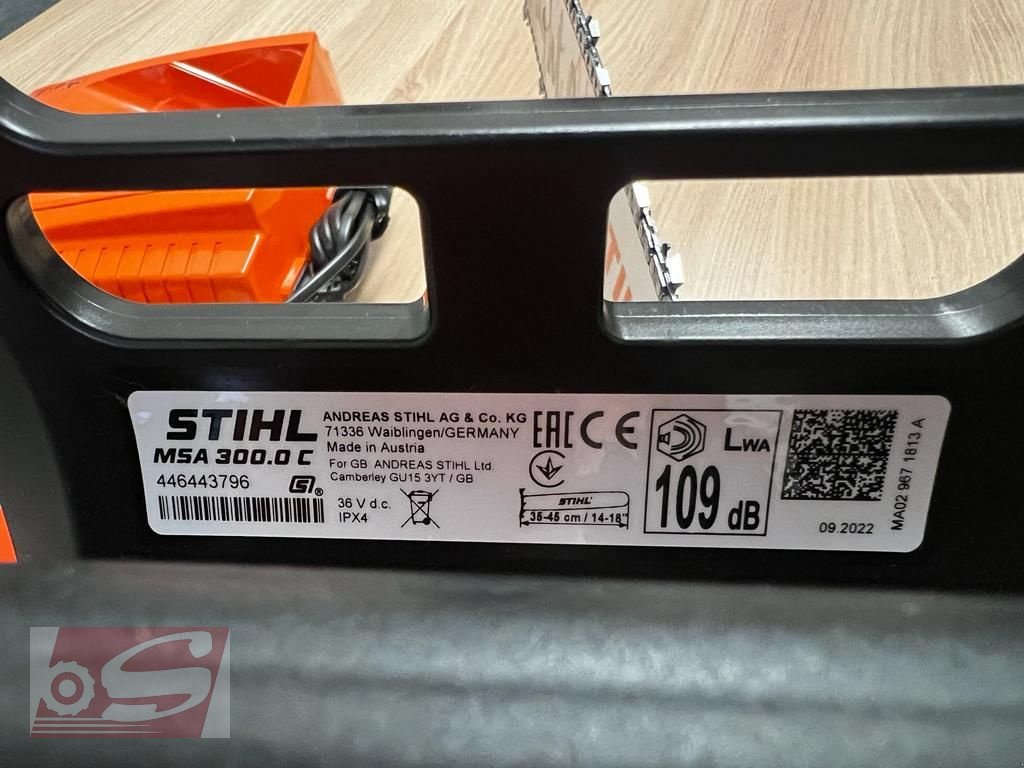 STIHL
MSA 300.0 C
446443796
ANDREAS STIHL AG & Co. KG
71336 Waiblingen/GERMANY
Made in Austria
For GB ANDREAS STIHL Ltd.
Camberley GU15 3YT / GB
36 V d.c.
IPX4
EAC CE
STIHL
35-45 cm / 14-18"
LWA
109 dB
09.2022
MA02 967 1813 A
S